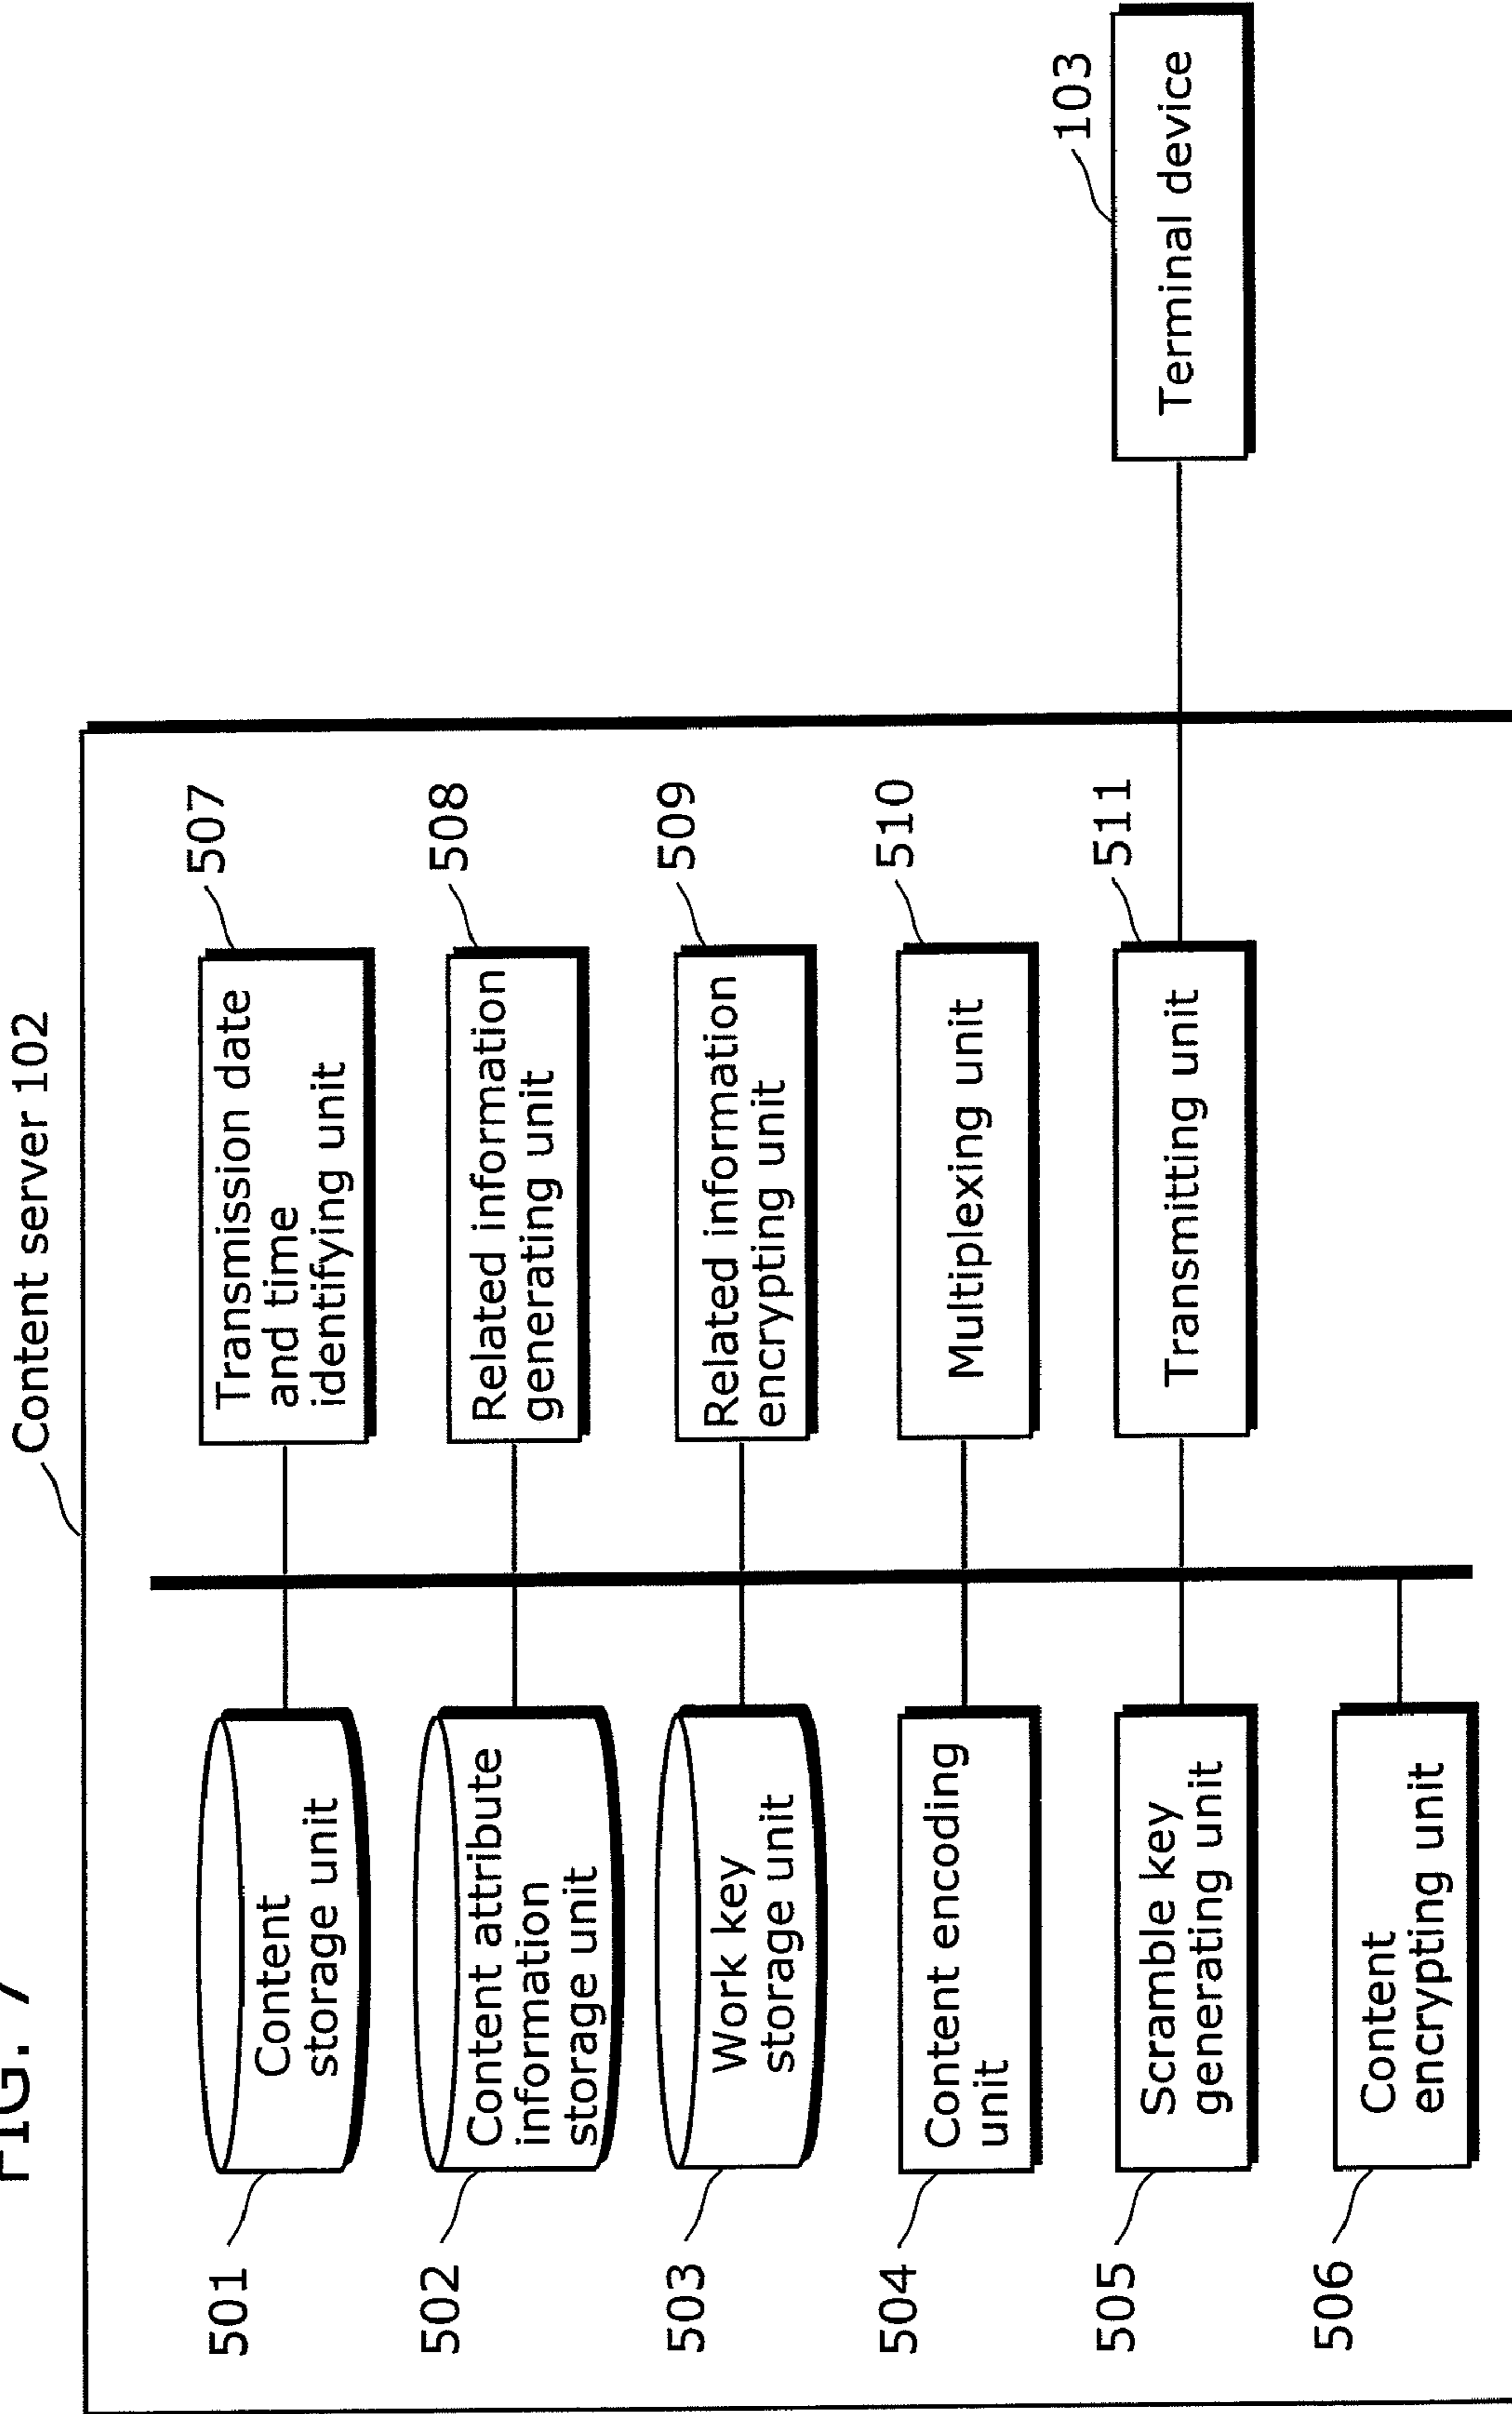 FIG. 7
Content server 102
501
Content
storage unit
502
Content attribute
information
storage unit
503
Work key
storage unit
504
Content encoding
unit
505
Scramble key
generating unit
506
Content
encrypting unit
507
Transmission date
and time
identifying unit
508
Related information
generating unit
509
Related information
encrypting unit
510
Multiplexing unit
511
Transmitting unit
103
Terminal device